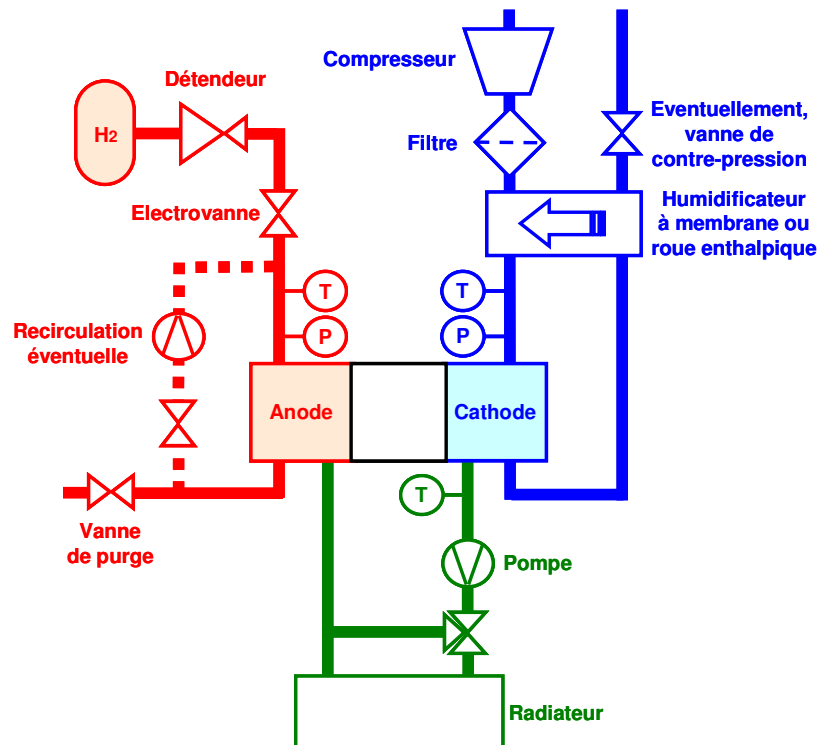 Compresseur
Détendeur
H2
Filtre
Eventuellement,
vanne de
contre-pression
Electrovanne
Humidificateur
à membrane ou
roue enthalpique
T
T
P
P
Recirculation
éventuelle
Anode
Cathode
T
Vanne
de purge
Pompe
Radiateur